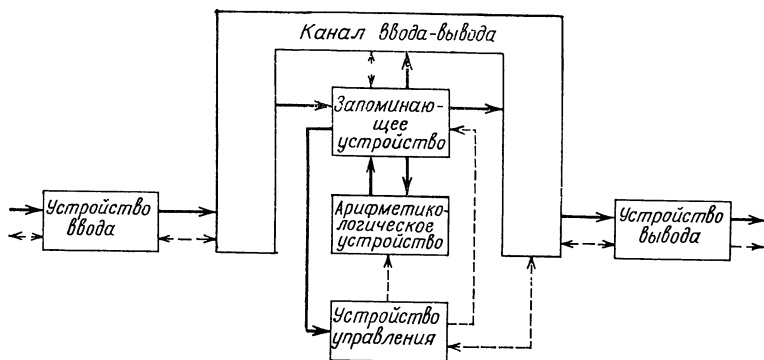 Канал ввода-вывода
Запоминаю-
щее
устройство
Устройство
ввода
Арифметико-
логическое
устройство
Устройство
вывода
Устройство
управления